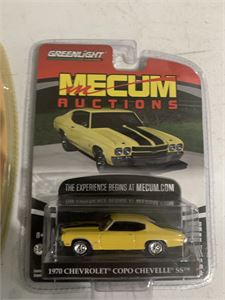 GREENLIGHT
MECUM
AUCTIONS
THE EXPERIENCE BEGINS AT MECUM.COM
1970 CHEVROLET COPO CHEVELLE SS